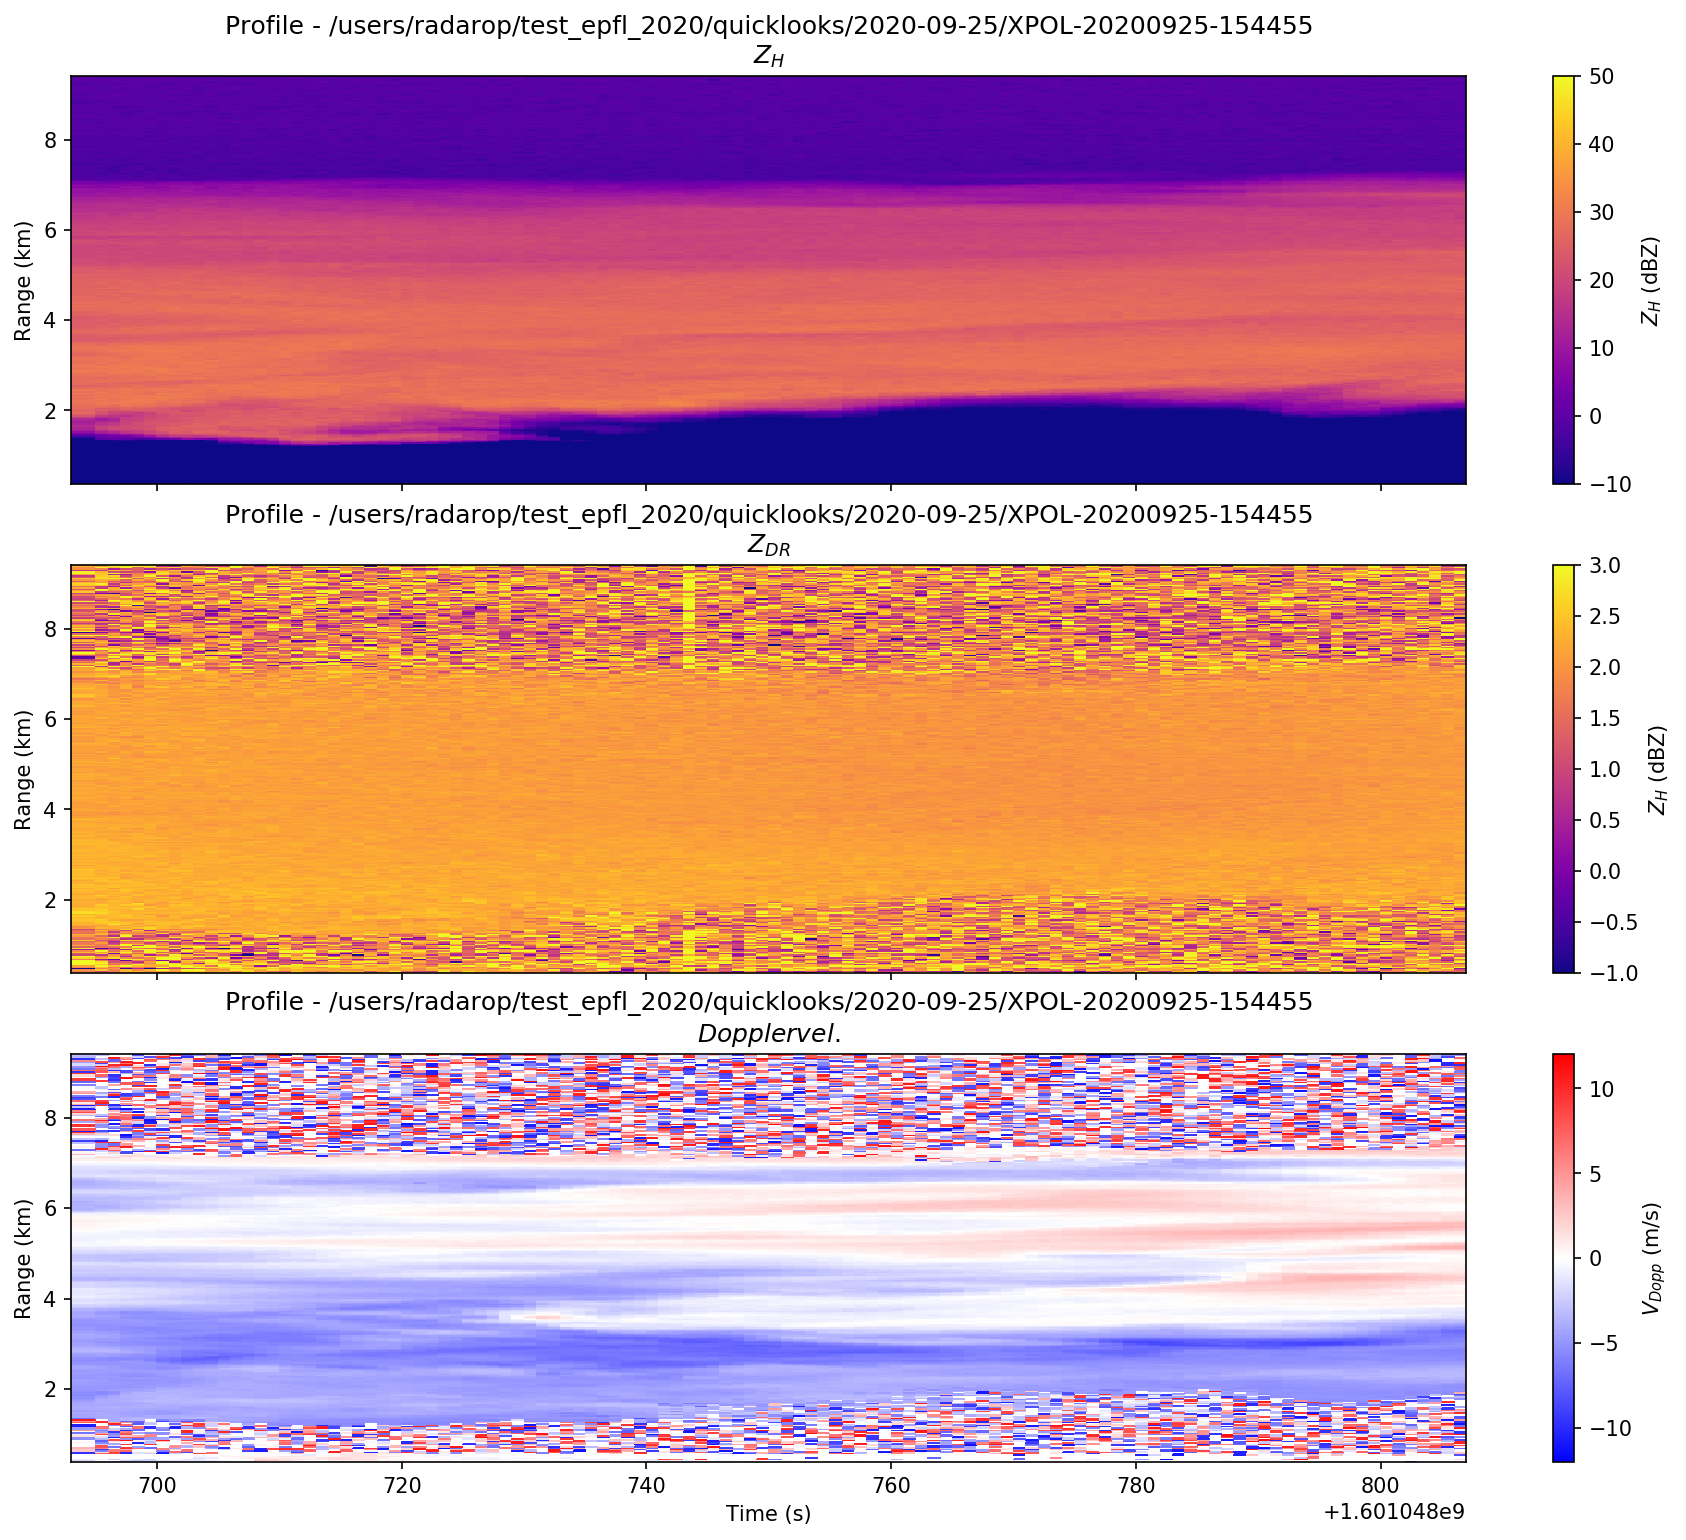 Profile - /users/radarop/test_epfl_2020/quicklooks/2020-09-25/XPOL-20200925-154455
Z_H
8
6
4
2
Range (km)
50
40
30
20
10
0
−10
Z_H (dBZ)
Profile - /users/radarop/test_epfl_2020/quicklooks/2020-09-25/XPOL-20200925-154455
Z_DR
8
6
4
2
Range (km)
3.0
2.5
2.0
1.5
1.0
0.5
0.0
−0.5
−1.0
Z_H (dBZ)
Profile - /users/radarop/test_epfl_2020/quicklooks/2020-09-25/XPOL-20200925-154455
Dopplervel.
8
6
4
2
Range (km)
10
5
0
−5
−10
V_Dopp (m/s)
700 720 740 760 780 800
Time (s)
+1.601048e9